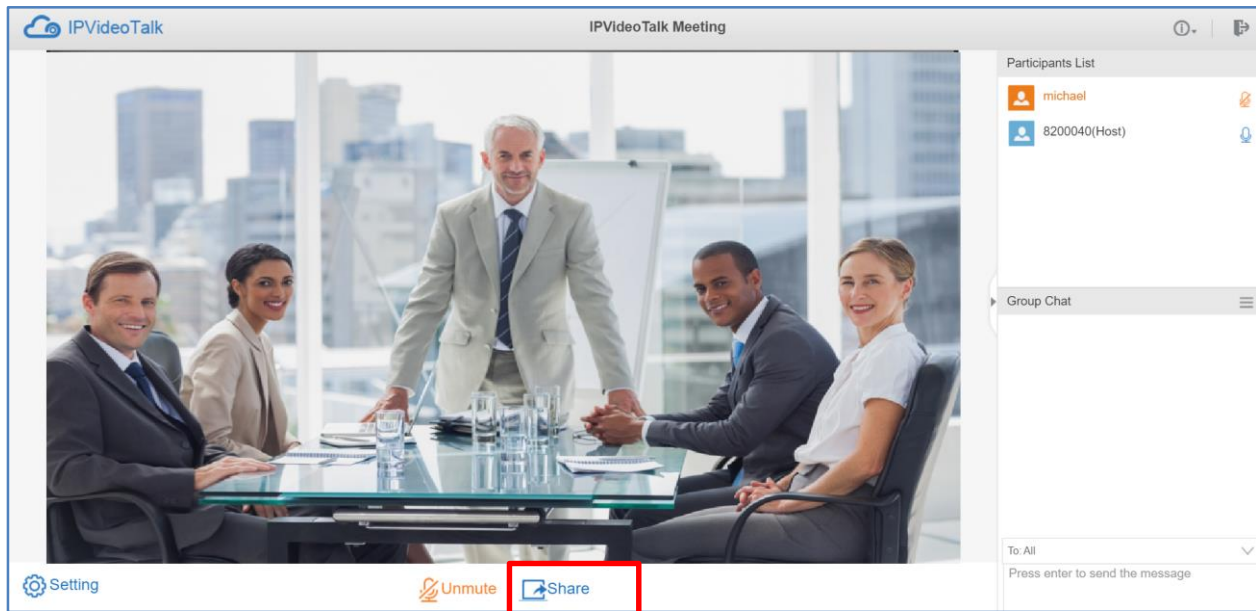 IPVideoTalk
IPVideoTalk Meeting
Participants List
michael
8200040(Host)
Group Chat
To: All
Press enter to send the message
Setting
Unmute
Share